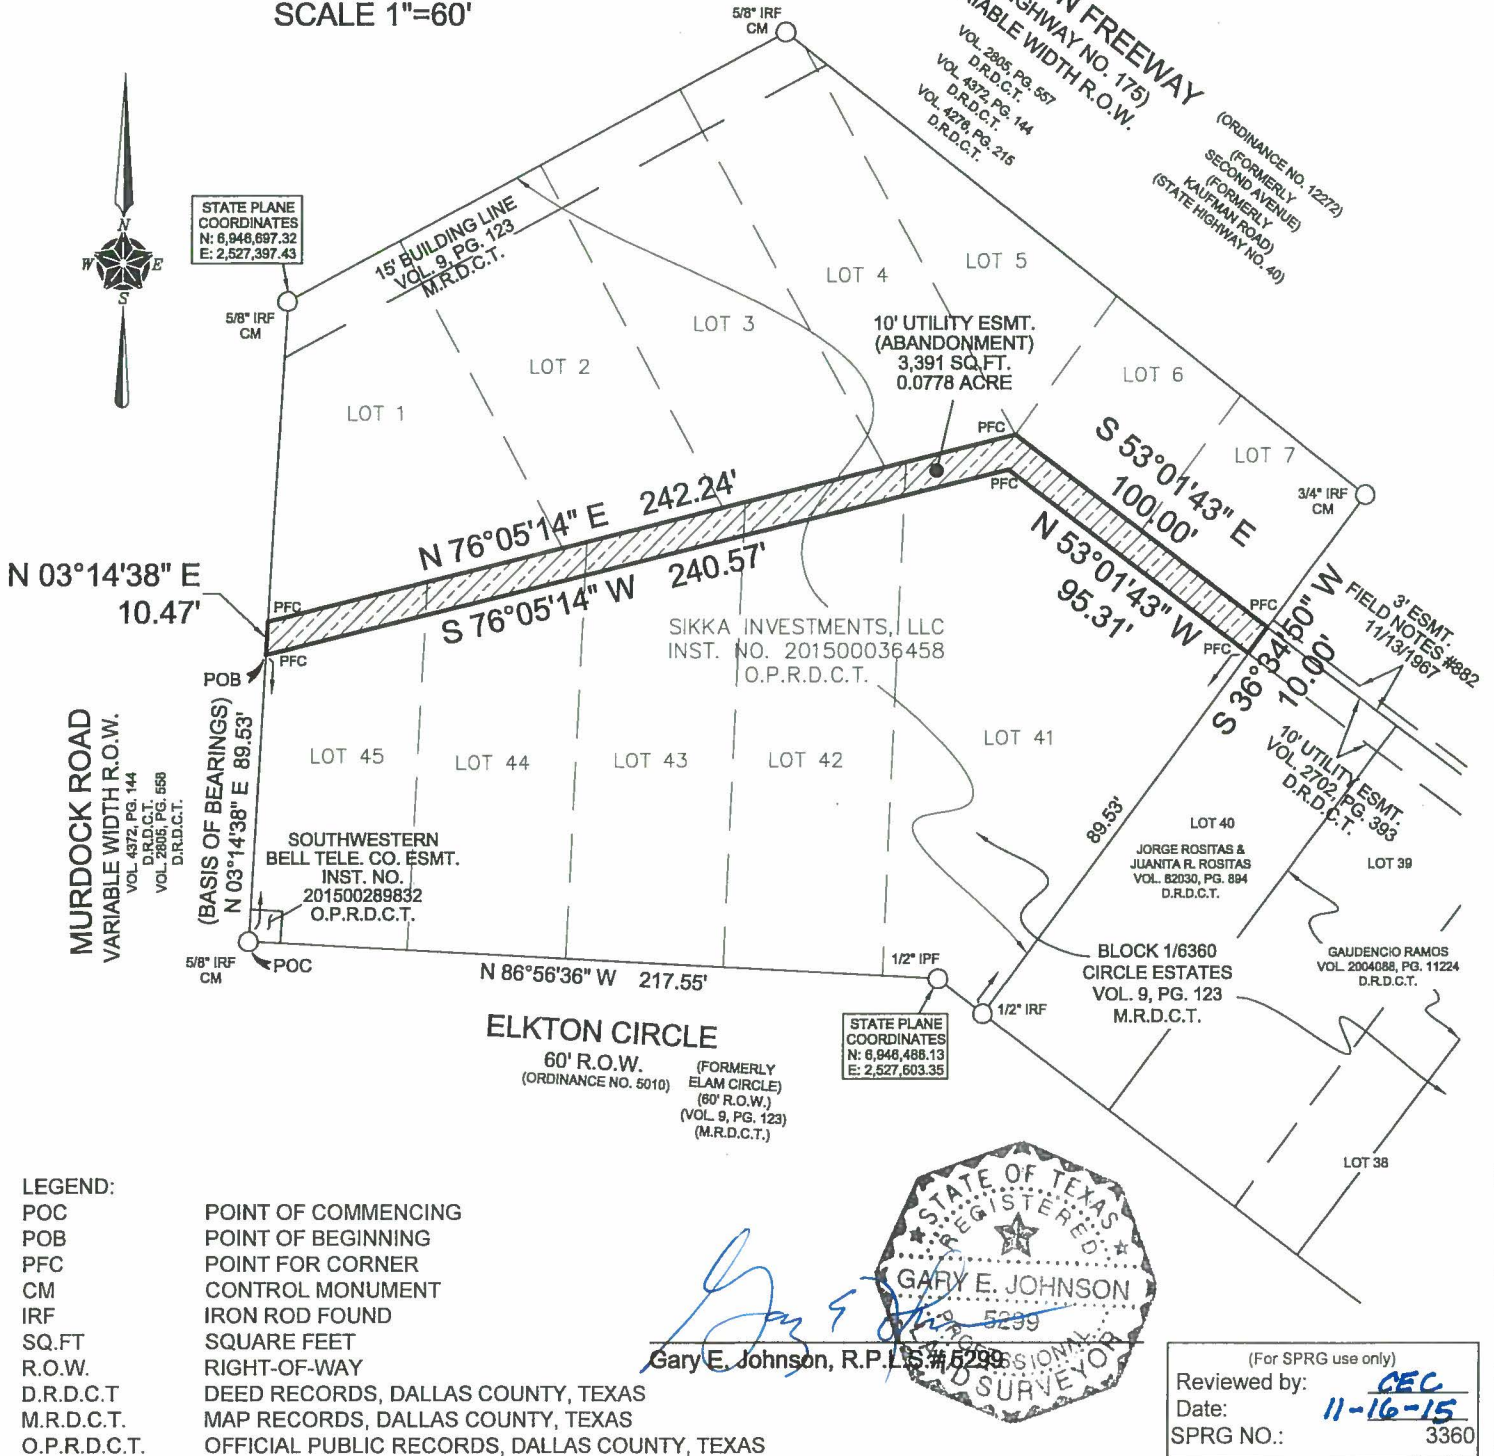 SCALE 1"=60'
5/8" IRF
CM
N FREEWAY
HIGHWAY NO. 175)
VARIABLE WIDTH R.O.W.
VOL. 2805, PG. 557
D.R.D.C.T.
VOL. 4372, PG. 144
D.R.D.C.T.
VOL. 4276, PG. 215
D.R.D.C.T.
(ORDINANCE NO. 12272)
(FORMERLY
SECOND AVENUE)
(FORMERLY
KAUFMAN ROAD)
(STATE HIGHWAY NO. 40)
N
W E
S
STATE PLANE
COORDINATES
N: 6,946,697.32
E: 2,527,397.43
5/8" IRF
CM
15' BUILDING LINE
VOL. 9, PG. 123
M.R.D.C.T.
LOT 1
LOT 2
LOT 3
LOT 4
LOT 5
LOT 6
LOT 7
10' UTILITY ESMT.
(ABANDONMENT)
3,391 SQ.FT.
0.0778 ACRE
PFC
PFC
3/4" IRF
CM
S 53°01'43" E
100.00'
N 53°01'43" W
95.31'
N 76°05'14" E 242.24'
S 76°05'14" W 240.57'
N 03°14'38" E
10.47'
PFC
PFC
POB
PFC
PFC
S 36°34'50" W
10.00'
3' ESMT.
FIELD NOTES #882
11/13/1967
10' UTILITY ESMT.
VOL. 2702, PG. 393
D.R.D.C.T.
SIKKA INVESTMENTS, LLC
INST. NO. 201500036458
O.P.R.D.C.T.
MURDOCK ROAD
VARIABLE WIDTH R.O.W.
VOL. 4372, PG. 144
D.R.D.C.T.
VOL. 2805, PG. 558
D.R.D.C.T.
(BASIS OF BEARINGS)
N 03°14'38" E 89.53'
LOT 45
LOT 44
LOT 43
LOT 42
LOT 41
SOUTHWESTERN
BELL TELE. CO. ESMT.
INST. NO.
201500289832
O.P.R.D.C.T.
89.53'
LOT 40
JORGE ROSITAS &
JUANITA R. ROSITAS
VOL. 82030, PG. 894
D.R.D.C.T.
LOT 39
GAUDENCIO RAMOS
VOL. 2004088, PG. 11224
D.R.D.C.T.
BLOCK 1/6360
CIRCLE ESTATES
VOL. 9, PG. 123
M.R.D.C.T.
5/8" IRF
CM
POC
N 86°56'36" W 217.55'
1/2" IPF
1/2" IRF
STATE PLANE
COORDINATES
N: 6,946,486.13
E: 2,527,603.35
ELKTON CIRCLE
60' R.O.W.
(ORDINANCE NO. 5010)
(FORMERLY
ELAM CIRCLE)
(60' R.O.W.)
(VOL. 9, PG. 123)
(M.R.D.C.T.)
LOT 38
LEGEND:
POC POINT OF COMMENCING
POB POINT OF BEGINNING
PFC POINT FOR CORNER
CM CONTROL MONUMENT
IRF IRON ROD FOUND
SQ.FT SQUARE FEET
R.O.W. RIGHT-OF-WAY
D.R.D.C.T DEED RECORDS, DALLAS COUNTY, TEXAS
M.R.D.C.T. MAP RECORDS, DALLAS COUNTY, TEXAS
O.P.R.D.C.T. OFFICIAL PUBLIC RECORDS, DALLAS COUNTY, TEXAS
STATE OF TEXAS
REGISTERED
GARY E. JOHNSON
5299
PROFESSIONAL
LAND SURVEYOR
Gary E. Johnson, R.P.L.S.#5299
(For SPRG use only)
Reviewed by: CEC
Date: 11-16-15
SPRG NO.: 3360